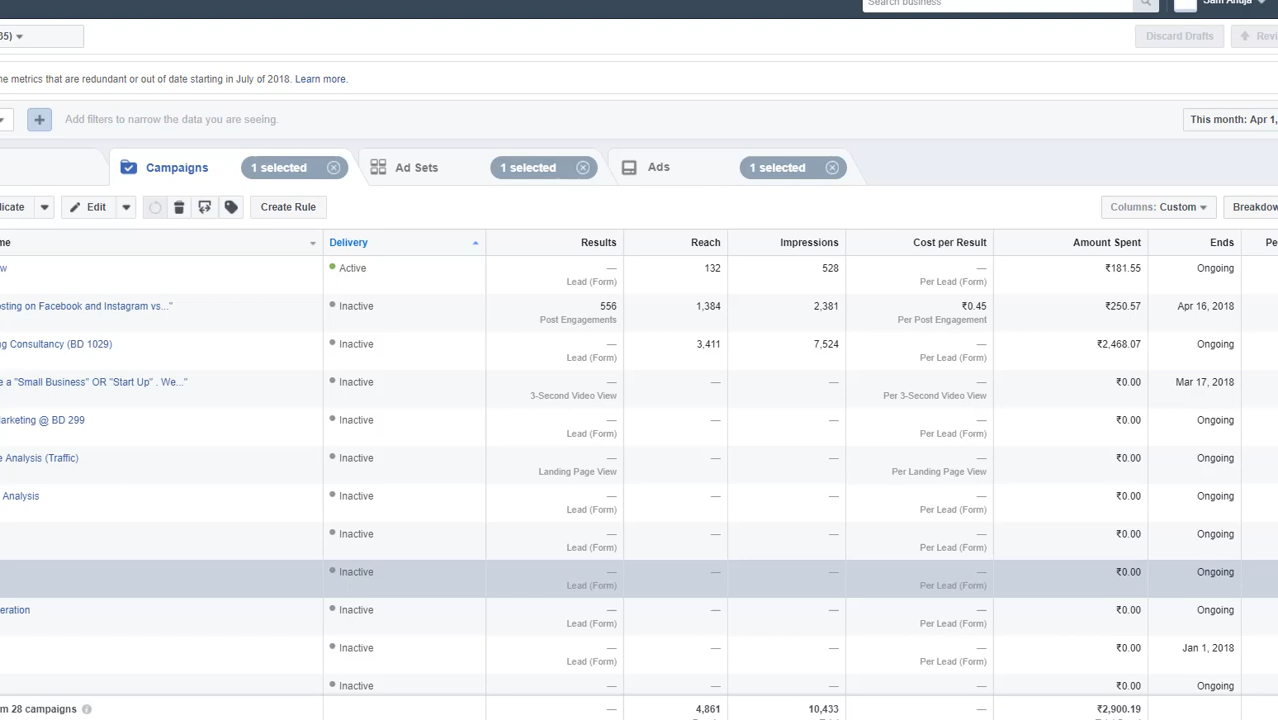 Search business
Sam Ahuja
35)
Discard Drafts
Revi
he metrics that are redundant or out of date starting in July of 2018. Learn more.
Add filters to narrow the data you are seeing.
This month: Apr 1,
Campaigns 1 selected Ad Sets 1 selected Ads 1 selected
licate Edit Create Rule Columns: Custom Breakdow
me Delivery Results Reach Impressions Cost per Result Amount Spent Ends Pe
w Active — 132 528 — ₹181.55 Ongoing
Lead (Form) Per Lead (Form)
osting on Facebook and Instagram vs..." Inactive 556 1,384 2,381 ₹0.45 ₹250.57 Apr 16, 2018
Post Engagements Per Post Engagement
ng Consultancy (BD 1029) Inactive — 3,411 7,524 — ₹2,468.07 Ongoing
Lead (Form) Per Lead (Form)
e a "Small Business" OR "Start Up" . We..." Inactive — — — — ₹0.00 Mar 17, 2018
3-Second Video View Per 3-Second Video View
Marketing @ BD 299 Inactive — — — — ₹0.00 Ongoing
Lead (Form) Per Lead (Form)
e Analysis (Traffic) Inactive — — — — ₹0.00 Ongoing
Landing Page View Per Landing Page View
Analysis Inactive — — — — ₹0.00 Ongoing
Lead (Form) Per Lead (Form)
Inactive — — — — ₹0.00 Ongoing
Lead (Form) Per Lead (Form)
Inactive — — — — ₹0.00 Ongoing
Lead (Form) Per Lead (Form)
eration Inactive — — — — ₹0.00 Ongoing
Lead (Form) Per Lead (Form)
Inactive — — — — ₹0.00 Jan 1, 2018
Lead (Form) Per Lead (Form)
Inactive — — — — ₹0.00 Ongoing
m 28 campaigns — 4,861 10,433 — ₹2,900.19